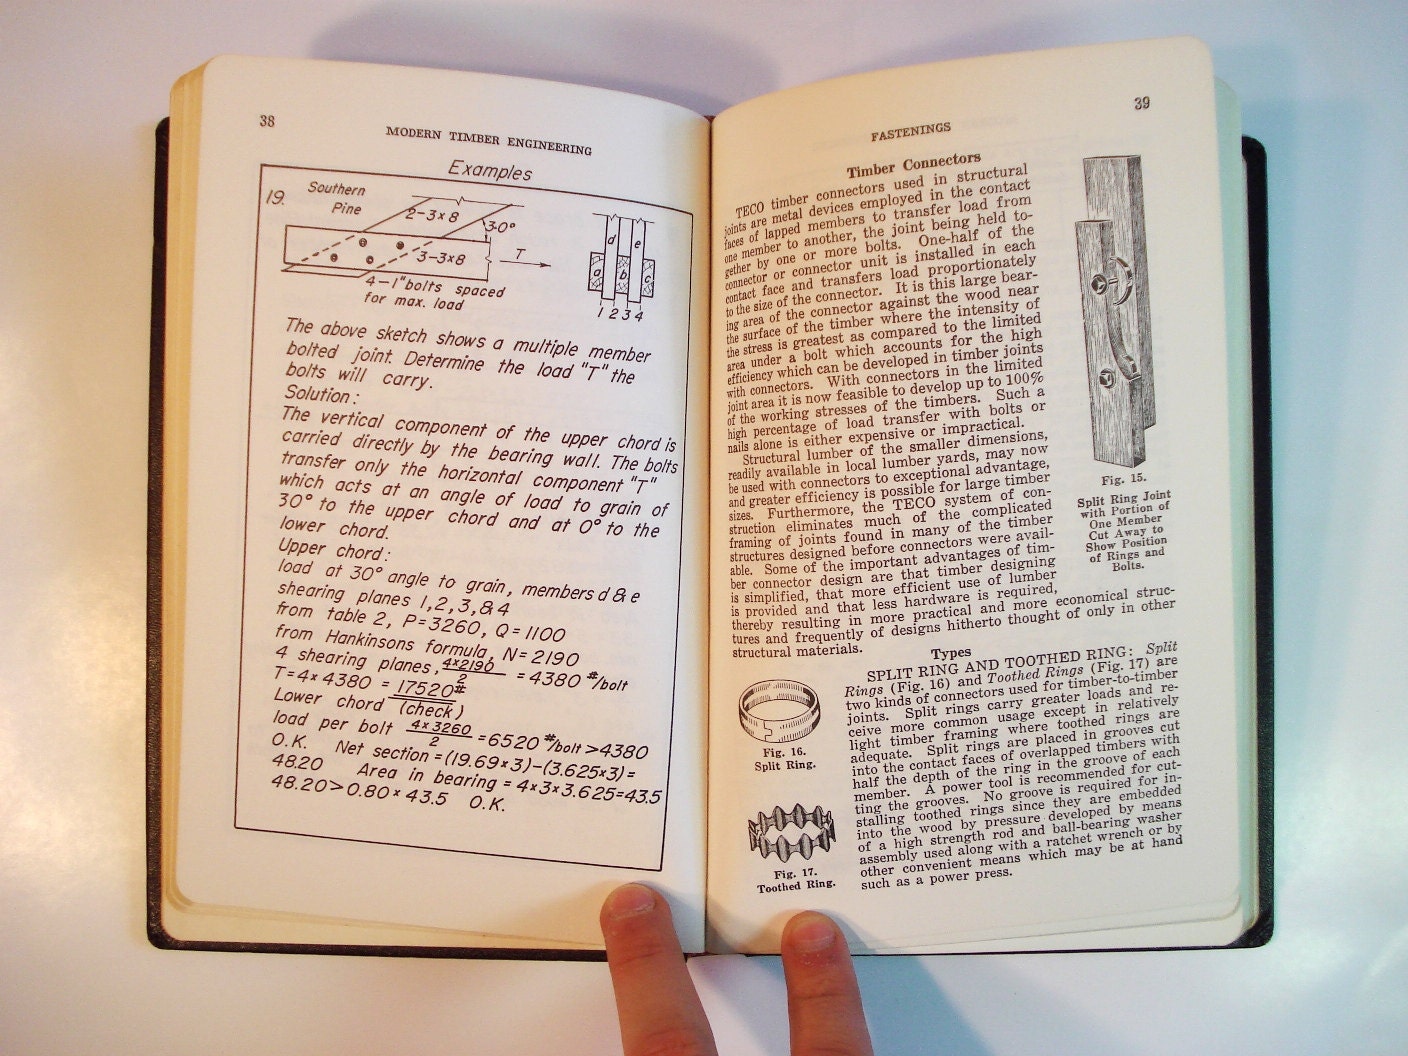 38
MODERN TIMBER ENGINEERING
Examples
19.
Southern
Pine
2-3x8
30°
3-3x8
T
4-1" bolts spaced
for max. load
d e
a b c
1 2 3 4
The above sketch shows a multiple member
bolted joint. Determine the load "T" the
bolts will carry.
Solution:
The vertical component of the upper chord is
carried directly by the bearing wall. The bolts
transfer only the horizontal component "T"
which acts at an angle of load to grain of
30° to the upper chord and at 0° to the
lower chord.
Upper chord:
load at 30° angle to grain, members d & e
shearing planes 1,2,3,& 4
from table 2, P=3260, Q=1100
from Hankinsons formula, N=2190
4 shearing planes, 4x2190/2 = 4380 #/bolt
T=4x4380 = 17520#
Lower chord (check)
load per bolt 4x3260/2 = 6520 #/bolt > 4380
O.K. Net section = (19.69x3)-(3.625x3)=
48.20 Area in bearing = 4x3x3.625=43.5
48.20>0.80x43.5 O.K.
39
FASTENINGS
Timber Connectors
TECO timber connectors used in structural
joints are metal devices employed in the contact
faces of lapped members to transfer load from
one member to another, the joint being held to-
gether by one or more bolts. One-half of the
connector or connector unit is installed in each
contact face and transfers load proportionately
to the size of the connector. It is this large bear-
ing area of the connector against the wood near
the surface of the timber where the intensity of
the stress is greatest as compared to the limited
area under a bolt which accounts for the high
efficiency which can be developed in timber joints
with connectors. With connectors in the limited
joint area it is now feasible to develop up to 100%
of the working stresses of the timbers. Such a
high percentage of load transfer with bolts or
nails alone is either expensive or impractical.
Structural lumber of the smaller dimensions,
readily available in local lumber yards, may now
be used with connectors to exceptional advantage,
and greater efficiency is possible for large timber
sizes. Furthermore, the TECO system of con-
struction eliminates much of the complicated
framing of joints found in many of the timber
structures designed before connectors were avail-
able. Some of the important advantages of tim-
ber connector design are that timber designing
is simplified, that more efficient use of lumber
is provided and that less hardware is required,
thereby resulting in more practical and more economical struc-
tures and frequently of designs hitherto thought of only in other
structural materials.
Fig. 15.
Split Ring Joint
with Portion of
One Member
Cut Away to
Show Position
of Rings and
Bolts.
Types
SPLIT RING AND TOOTHED RING: Split
Rings (Fig. 16) and Toothed Rings (Fig. 17) are
two kinds of connectors used for timber-to-timber
joints. Split rings carry greater loads and re-
ceive more common usage except in relatively
light timber framing where toothed rings are
adequate. Split rings are placed in grooves cut
into the contact faces of overlapped timbers with
half the depth of the ring in the groove of each
member. A power tool is recommended for cut-
ting the grooves. No groove is required for in-
stalling toothed rings since they are embedded
into the wood by pressure developed by means
of a high strength rod and ball-bearing washer
assembly used along with a ratchet wrench or by
other convenient means which may be at hand
such as a power press.
Fig. 16.
Split Ring.
Fig. 17.
Toothed Ring.